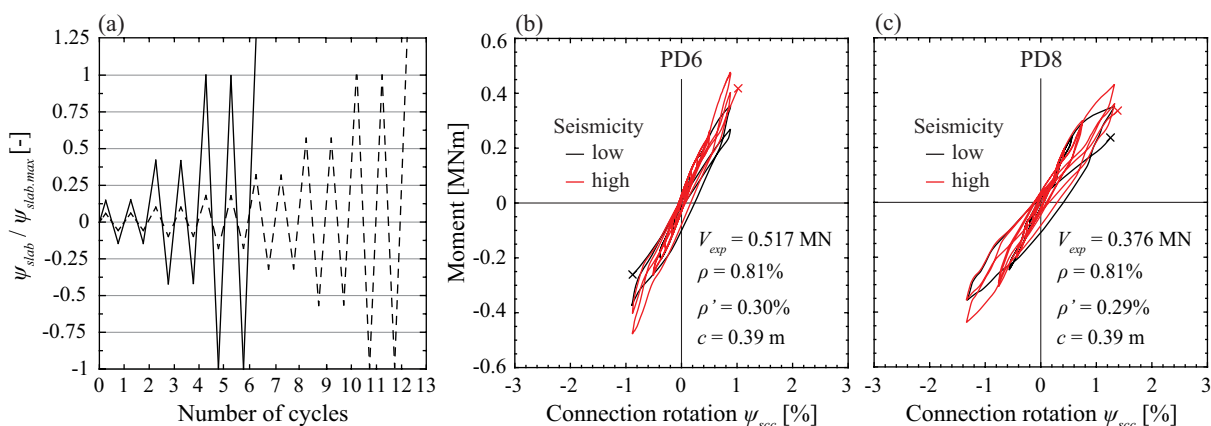 (a)
1.25
1
0.75
0.5
0.25
0
-0.25
-0.5
-0.75
-1
ψslab / ψslab.max [-]
0 1 2 3 4 5 6 7 8 9 10 11 12 13
Number of cycles
(b)
PD6
0.6
0.4
0.2
0
-0.2
-0.4
-0.6
Moment [MNm]
Seismicity
low
high
Vexp = 0.517 MN
ρ = 0.81%
ρ' = 0.30%
c = 0.39 m
-3 -2 -1 0 1 2 3
Connection rotation ψscc [%]
(c)
PD8
Seismicity
low
high
Vexp = 0.376 MN
ρ = 0.81%
ρ' = 0.29%
c = 0.39 m
-3 -2 -1 0 1 2 3
Connection rotation ψscc [%]